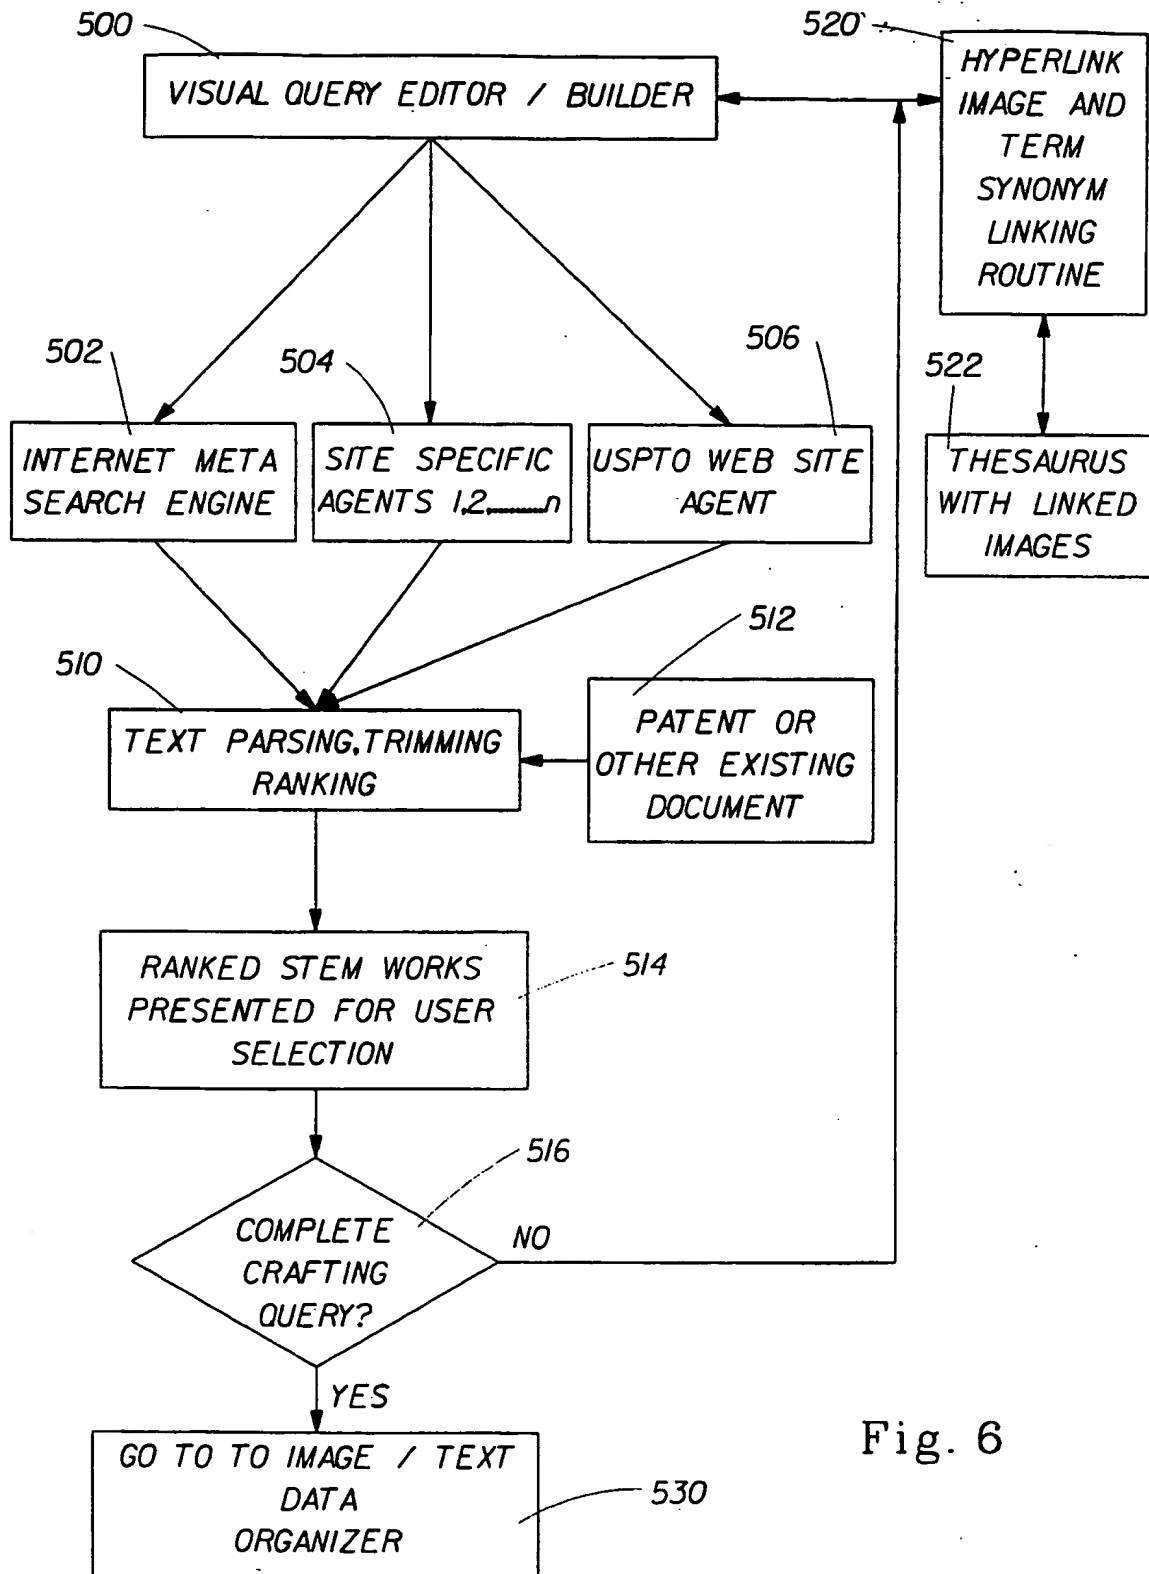 500
VISUAL QUERY EDITOR / BUILDER
520
HYPERLINK
IMAGE AND
TERM
SYNONYM
LINKING
ROUTINE
502
INTERNET META
SEARCH ENGINE
504
SITE SPECIFIC
AGENTS 1,2,........n
506
USPTO WEB SITE
AGENT
522
THESAURUS
WITH LINKED
IMAGES
510
TEXT PARSING,TRIMMING
RANKING
512
PATENT OR
OTHER EXISTING
DOCUMENT
RANKED STEM WORKS
PRESENTED FOR USER
SELECTION
514
516
COMPLETE
CRAFTING
QUERY?
NO
YES
GO TO TO IMAGE / TEXT
DATA
ORGANIZER
530
Fig. 6